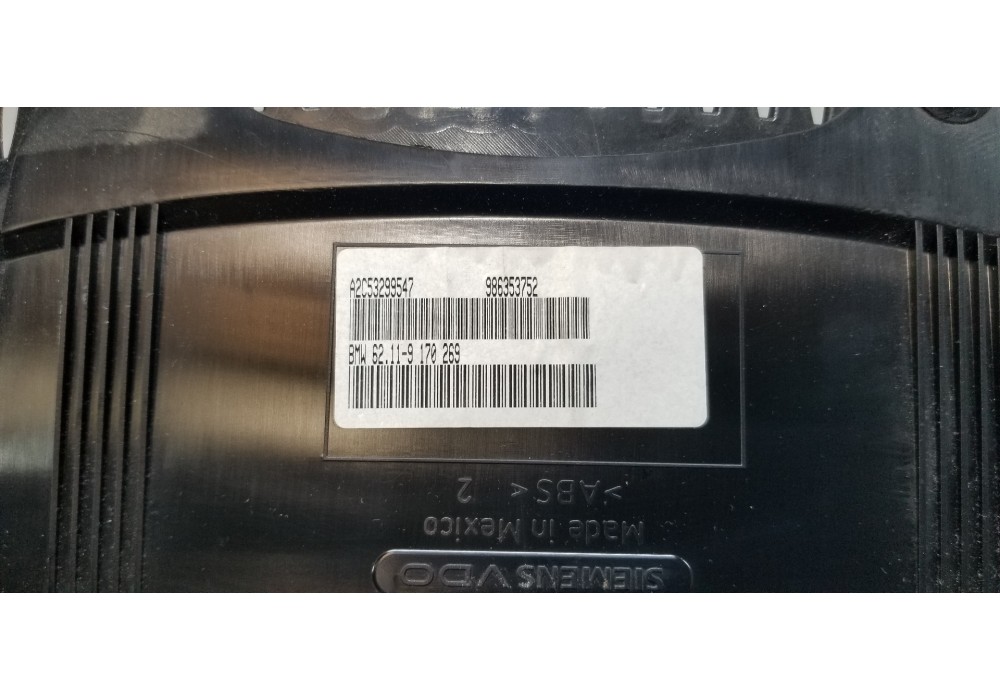 A2C53299547 986353752
BMW 62.11-9 170 269
>ABS< 2
Made in Mexico
SIEMENS VDO